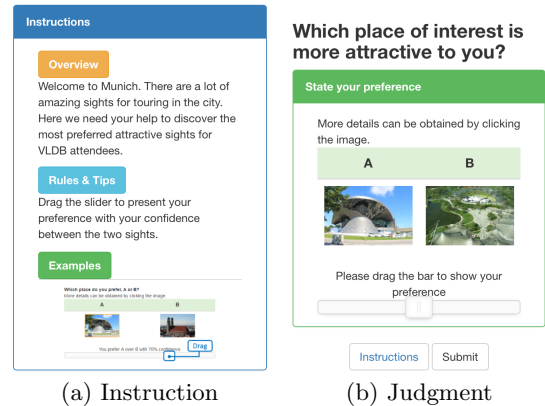 Instructions
Overview
Welcome to Munich. There are a lot of
amazing sights for touring in the city.
Here we need your help to discover the
most preferred attractive sights for
VLDB attendees.
Rules & Tips
Drag the slider to present your
preference with your confidence
between the two sights.
Examples
Which place do you prefer, A or B?
More details can be obtained by clicking the image.
A B
You prefer A over B with 70% confidence
Drag
(a) Instruction
Which place of interest is
more attractive to you?
State your preference
More details can be obtained by clicking
the image.
A B
Please drag the bar to show your
preference
Instructions Submit
(b) Judgment